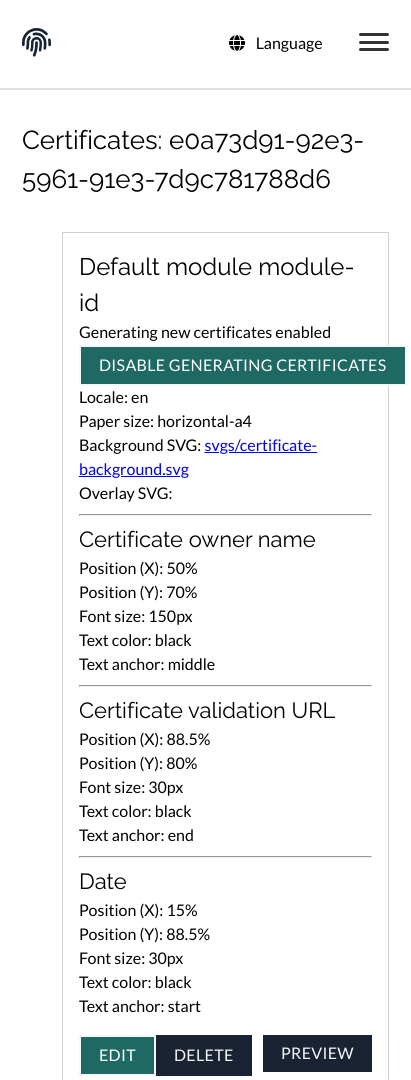 Language
Certificates: e0a73d91-92e3-
5961-91e3-7d9c781788d6
Default module module-
id
Generating new certificates enabled
DISABLE GENERATING CERTIFICATES
Locale: en
Paper size: horizontal-a4
Background SVG: svgs/certificate-
background.svg
Overlay SVG:
Certificate owner name
Position (X): 50%
Position (Y): 70%
Font size: 150px
Text color: black
Text anchor: middle
Certificate validation URL
Position (X): 88.5%
Position (Y): 80%
Font size: 30px
Text color: black
Text anchor: end
Date
Position (X): 15%
Position (Y): 88.5%
Font size: 30px
Text color: black
Text anchor: start
EDIT DELETE PREVIEW